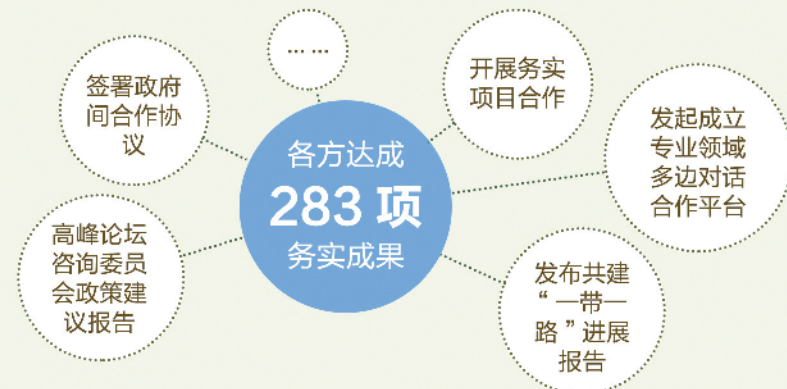 ... ...
签署政府
间合作协
议
开展务实
项目合作
发起成立
专业领域
多边对话
合作平台
各方达成
283 项
务实成果
高峰论坛
咨询委员
会政策建
议报告
发布共建
“一带一
路”进展
报告